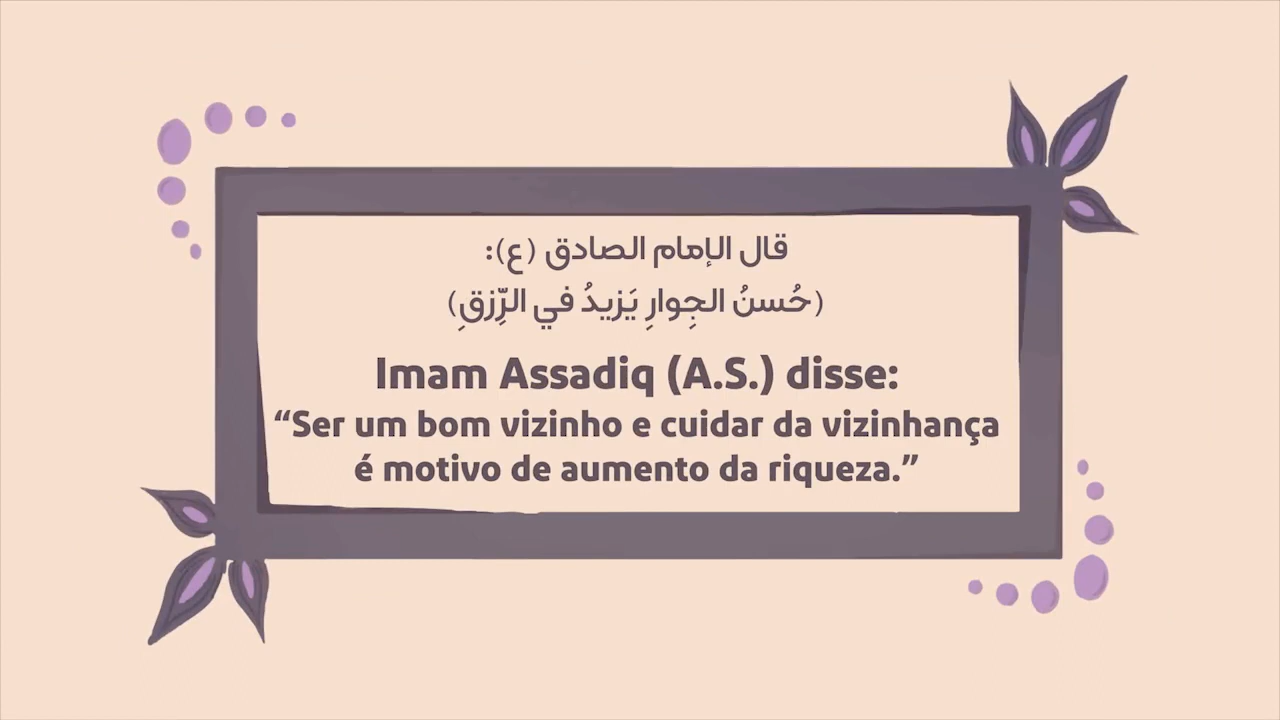 قال الإمام الصادق (ع):
(حُسنُ الجِوارِ يَزيدُ في الرِّزقِ)
Imam Assadiq (A.S.) disse:
“Ser um bom vizinho e cuidar da vizinhança
é motivo de aumento da riqueza.”